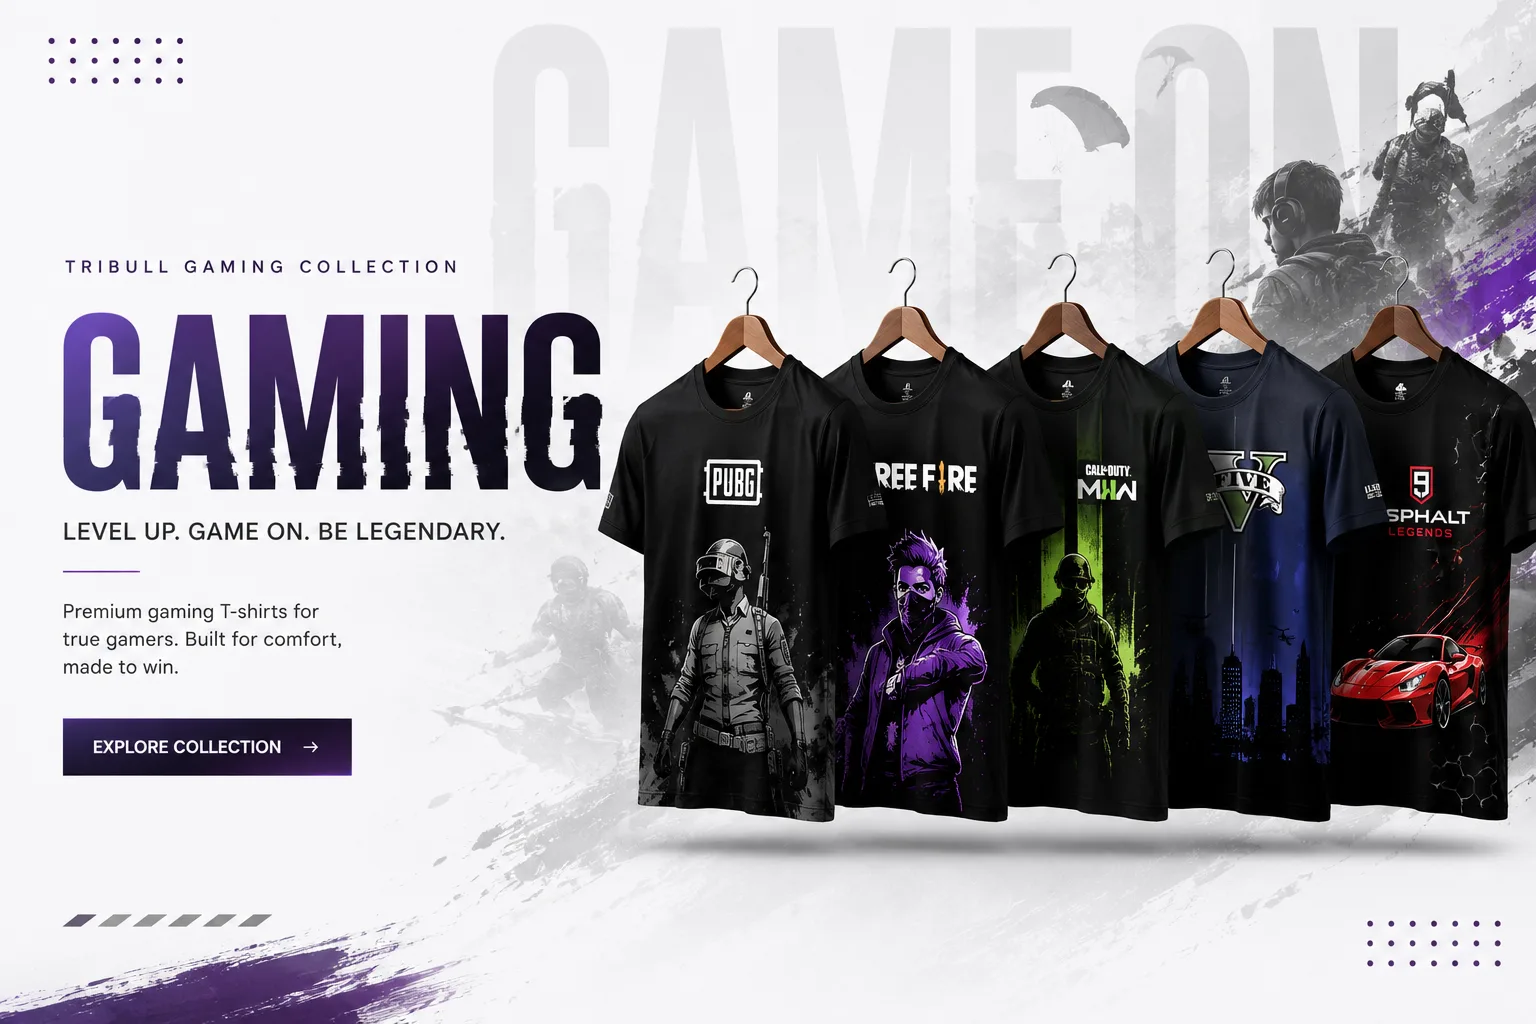 GAME ON
TRIBULL GAMING COLLECTION
GAMING
LEVEL UP. GAME ON. BE LEGENDARY.
Premium gaming T-shirts for
true gamers. Built for comfort,
made to win.
EXPLORE COLLECTION →
PUBG
REE FIRE
CALL OF DUTY
MW
V
FIVE
9
SPHALT
LEGENDS